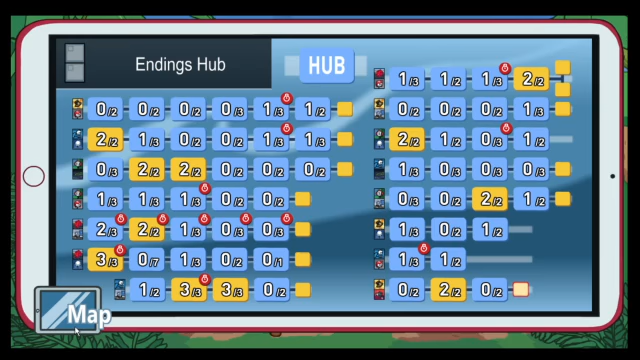 Endings Hub
HUB
0/2 0/2 0/2 0/3 1/3 1/2
2/2 1/3 0/2 0/2 1/3 1/3
0/3 2/2 2/2 0/2 0/2 0/2
1/3 1/3 1/3 0/2 0/2
2/3 2/2 1/3 0/3 0/3
3/3 0/7 1/3 0/2 0/1
1/2 3/3 3/3 0/2
1/3 1/2 1/3 2/2
0/2 0/2 0/2 1/3
2/2 1/2 0/3 1/2
1/3 0/3 0/3 0/3
0/3 0/2 2/2 1/2
1/3 0/2 1/2
1/3 1/2
0/2 2/2 0/2
Map